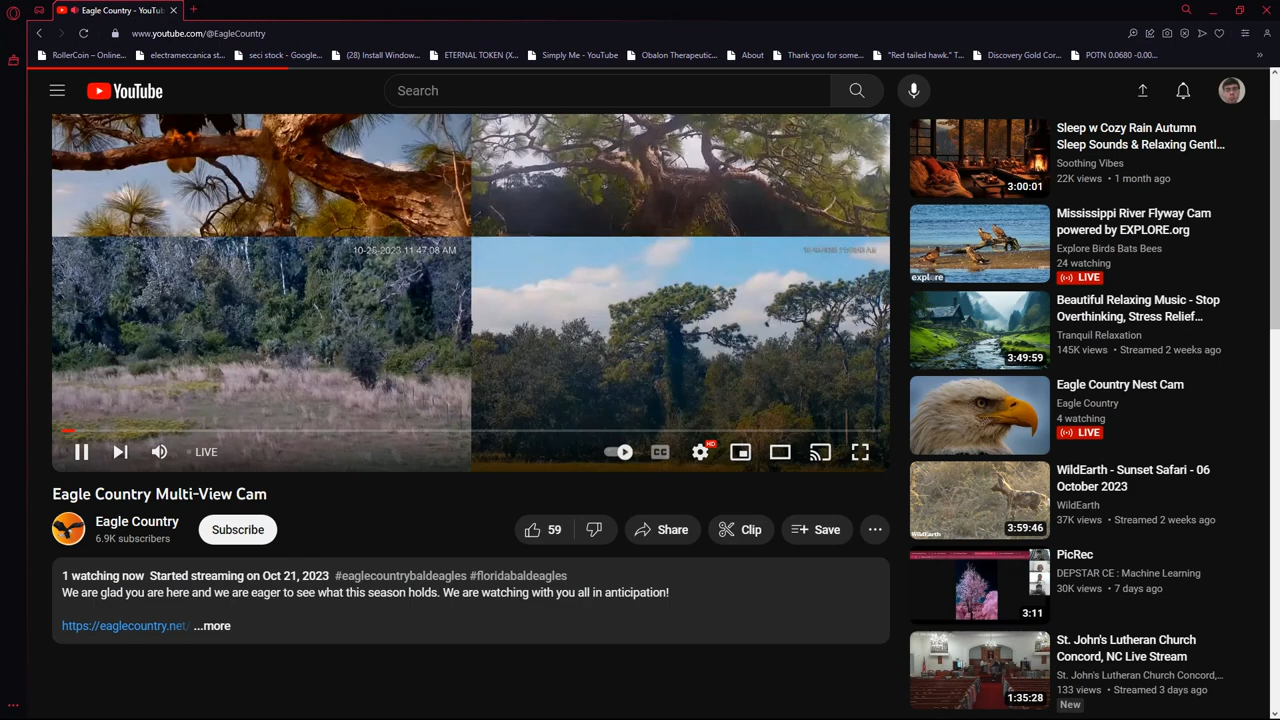 Eagle Country - YouTu
www.youtube.com/@EagleCountry
RollerCoin – Online...
electrameccanica st...
seci stock - Google...
(28) Install Window...
ETERNAL TOKEN (X...
Simply Me - YouTube
Obalon Therapeutic...
About
Thank you for some...
"Red tailed hawk." T...
Discovery Gold Cor...
POTN 0.0680 -0.00...
YouTube
Search
10-25-2023 11:47:08 AM
LIVE
CC
HD
Eagle Country Multi-View Cam
Eagle Country
6.9K subscribers
Subscribe
59
Share
Clip
Save
1 watching now Started streaming on Oct 21, 2023 #eaglecountrybaldeagles #floridabaldeagles
We are glad you are here and we are eager to see what this season holds. We are watching with you all in anticipation!
https://eaglecountry.net/ ...more
Sleep w Cozy Rain Autumn
Sleep Sounds & Relaxing Gentl...
Soothing Vibes
22K views • 1 month ago
3:00:01
Mississippi River Flyway Cam
powered by EXPLORE.org
Explore Birds Bats Bees
24 watching
LIVE
explore
Beautiful Relaxing Music - Stop
Overthinking, Stress Relief...
Tranquil Relaxation
145K views • Streamed 2 weeks ago
3:49:59
Eagle Country Nest Cam
Eagle Country
4 watching
LIVE
WildEarth - Sunset Safari - 06
October 2023
WildEarth
37K views • Streamed 2 weeks ago
3:59:46
WildEarth
PicRec
DEPSTAR CE : Machine Learning
30K views • 7 days ago
3:11
St. John's Lutheran Church
Concord, NC Live Stream
St. John's Lutheran Church Concord,...
133 views • Streamed 3 days ago
1:35:28
New